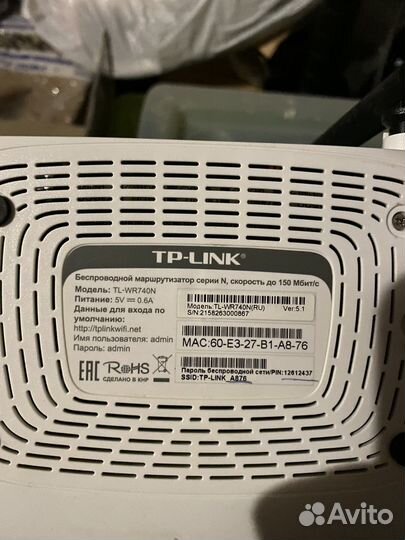 TP-LINK
Беспроводной маршрутизатор серии N, скорость до 150 Мбит/с
Модель: TL-WR740N
Питание: 5V⎓0.6A
Данные для входа по
умолчанию:
http://tplinkwifi.net
Имя пользователя: admin
Пароль: admin
EAC RoHS
СДЕЛАНО В КНР
Модель:TL-WR740N(RU) Ver:5.1
S/N:2158263000867
MAC:60-E3-27-B1-A8-76
Пароль беспроводной сети/PIN:12612437
SSID:TP-LINK_A876
Avito